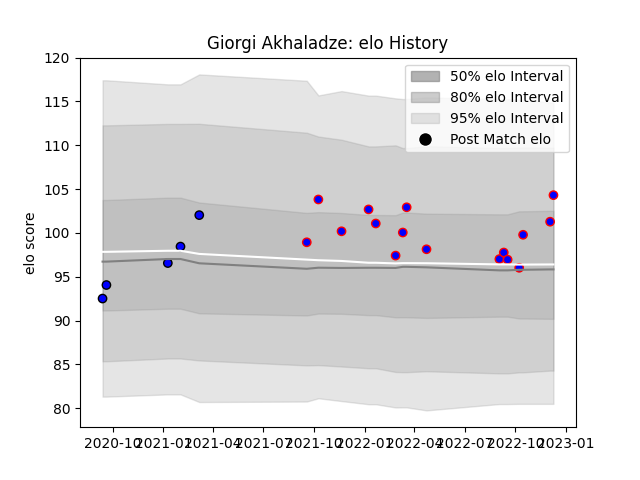 Giorgi Akhaladze: elo History
120
115
110
105
100
95
90
85
80
elo score
50% elo Interval
80% elo Interval
95% elo Interval
Post Match elo
2020-10 2021-01 2021-04 2021-07 2021-10 2022-01 2022-04 2022-07 2022-10 2023-01